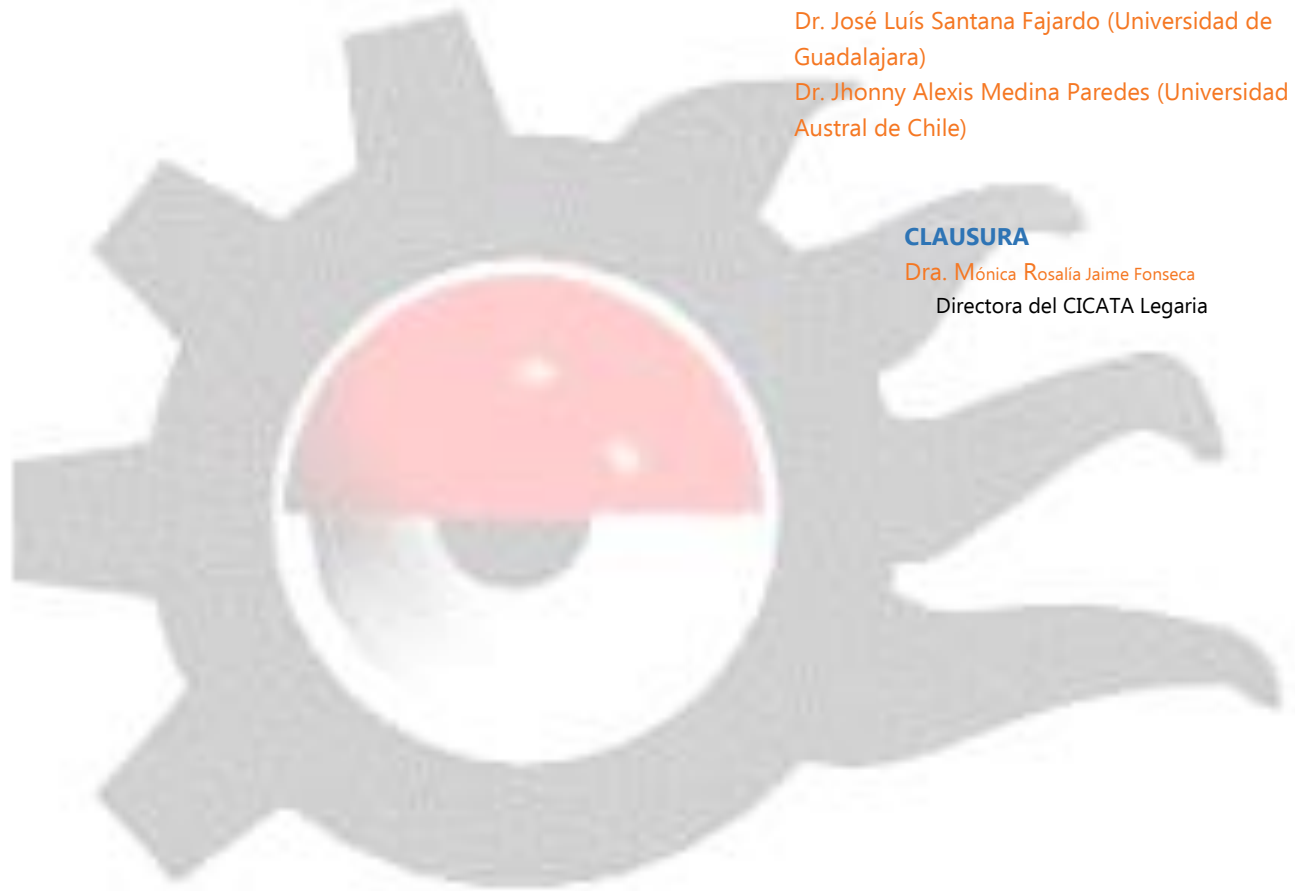 Dr. José Luís Santana Fajardo (Universidad de
Guadalajara)
Dr. Jhonny Alexis Medina Paredes (Universidad
Austral de Chile)
CLAUSURA
Dra. Mónica Rosalía Jaime Fonseca
Directora del CICATA Legaria